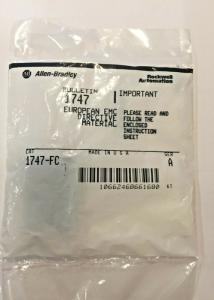 Allen-Bradley
Rockwell Automation
BULLETIN
1747
EUROPEAN EMC
DIRECTIVE
MATERIAL
IMPORTANT
PLEASE READ AND
FOLLOW THE
ENCLOSED
INSTRUCTION
SHEET
CAT
MADE IN U S A
SER
1747-FC
A
10662468661680